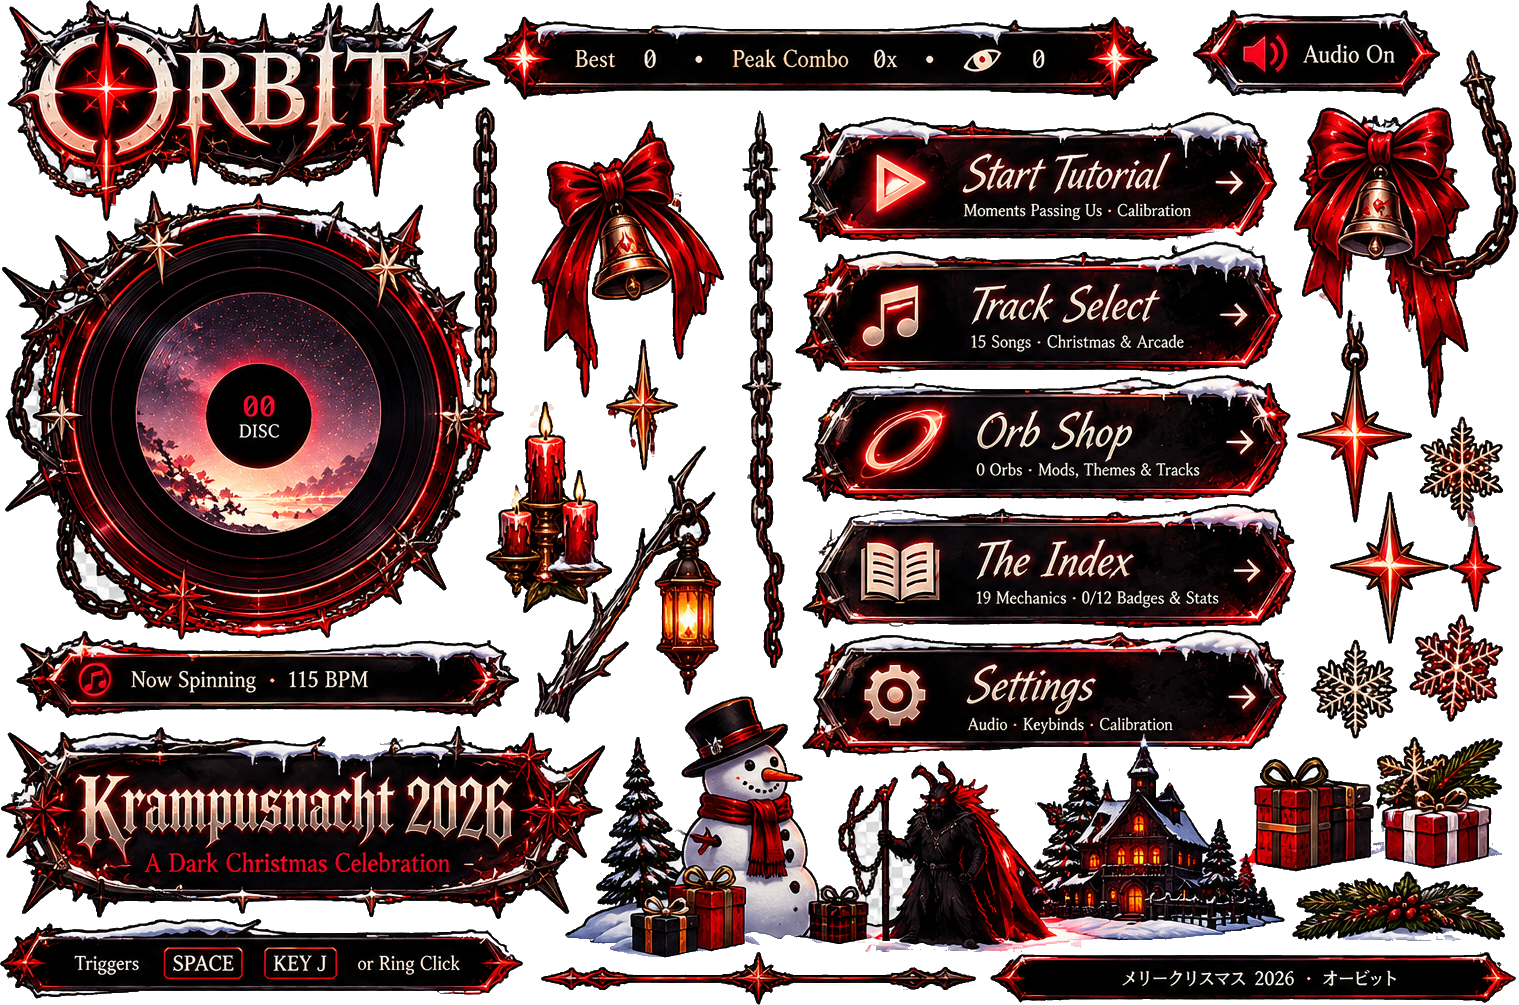 ORBIT
Best 0 • Peak Combo 0x • 0
Audio On
Start Tutorial
Moments Passing Us · Calibration
Track Select
15 Songs · Christmas & Arcade
00
DISC
Orb Shop
0 Orbs · Mods, Themes & Tracks
The Index
19 Mechanics · 0/12 Badges & Stats
Now Spinning • 115 BPM
Settings
Audio · Keybinds · Calibration
Krampusnacht 2026
A Dark Christmas Celebration
Triggers SPACE KEY J or Ring Click
メリークリスマス 2026 · オービット